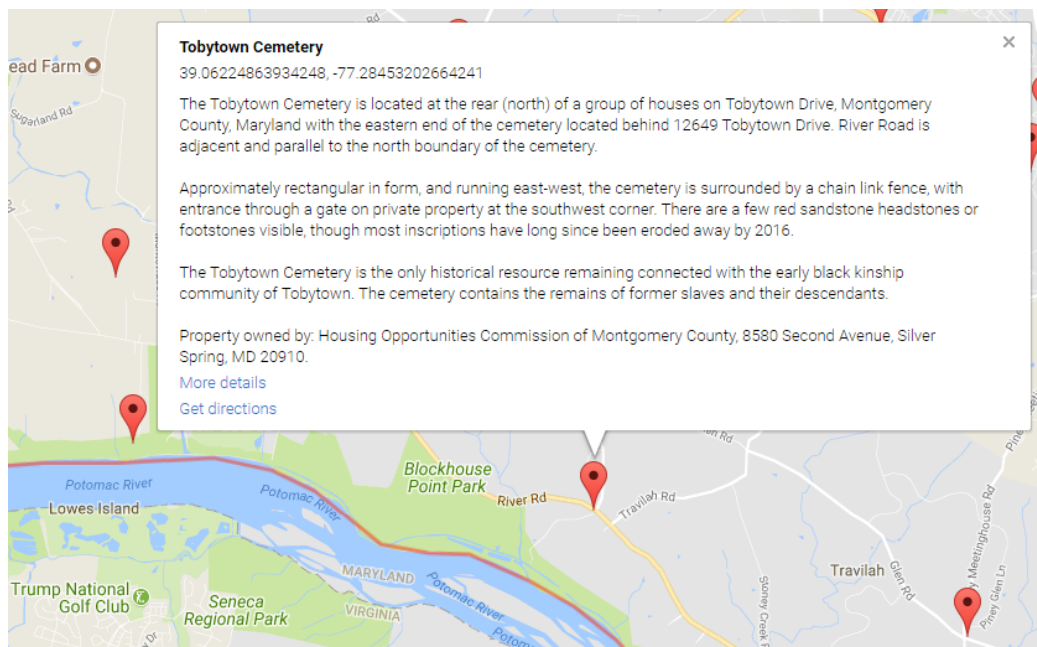 Rd
ead Farm
Sugarland Rd
Tobytown Cemetery
39.06224863934248, -77.28453202664241
The Tobytown Cemetery is located at the rear (north) of a group of houses on Tobytown Drive, Montgomery
County, Maryland with the eastern end of the cemetery located behind 12649 Tobytown Drive. River Road is
adjacent and parallel to the north boundary of the cemetery.
Approximately rectangular in form, and running east-west, the cemetery is surrounded by a chain link fence, with
entrance through a gate on private property at the southwest corner. There are a few red sandstone headstones or
footstones visible, though most inscriptions have long since been eroded away by 2016.
The Tobytown Cemetery is the only historical resource remaining connected with the early black kinship
community of Tobytown. The cemetery contains the remains of former slaves and their descendants.
Property owned by: Housing Opportunities Commission of Montgomery County, 8580 Second Avenue, Silver
Spring, MD 20910.
More details
Get directions
Rd
Blockhouse
Point Park
Potomac River
Potomac River
Lowes Island
River Rd
Travilah Rd
Piney Meetinghouse Rd
MARYLAND
Potomac River
VIRGINIA
Potom
Trump National
Golf Club
Seneca
Regional Park
Dr
Travilah
Glen Rd
Stoney Creek R
Piney Glen Ln